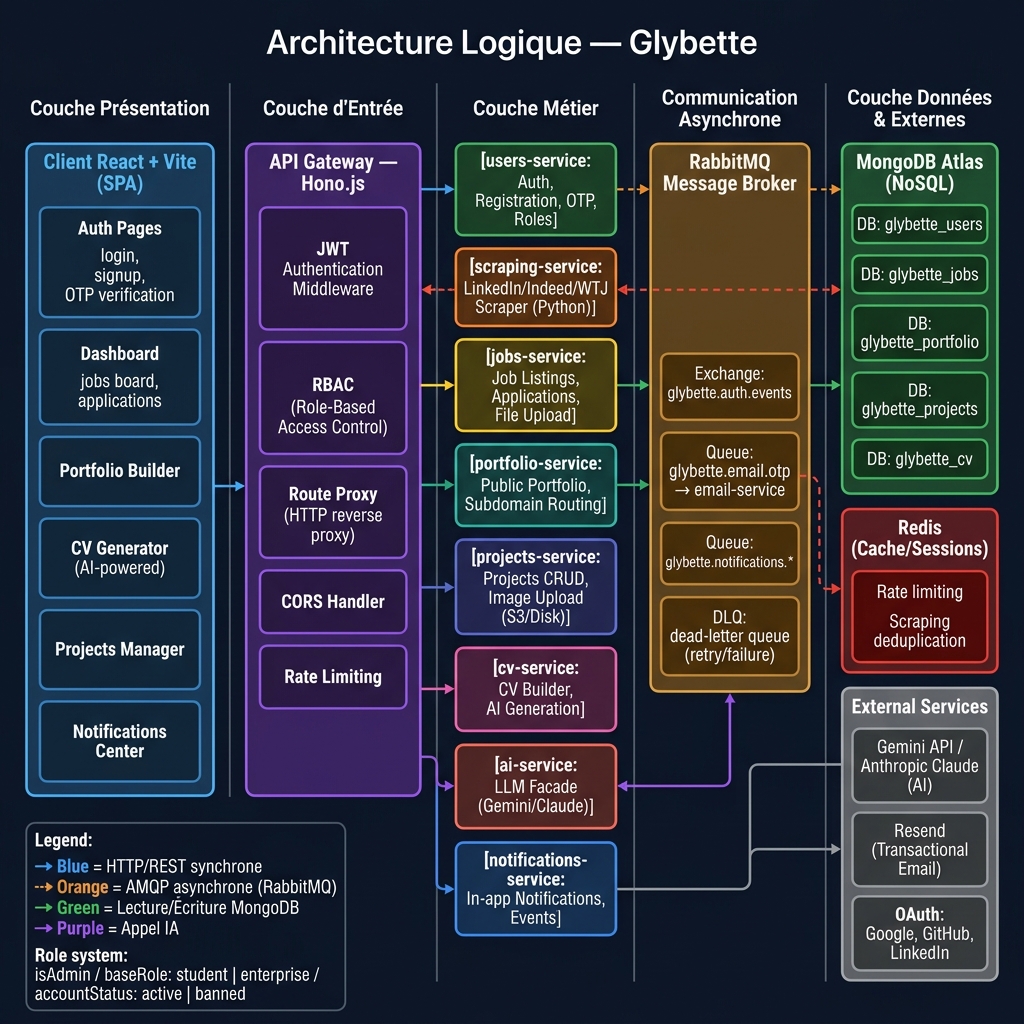 Architecture Logique — Glybette
Couche Présentation
Client React + Vite
(SPA)
Auth Pages
login,
signup,
OTP verification
Dashboard
jobs board,
applications
Portfolio Builder
CV Generator
(AI-powered)
Projects Manager
Notifications
Center
Couche d'Entrée
API Gateway —
Hono.js
JWT
Authentication
Middleware
RBAC
(Role-Based
Access Control)
Route Proxy
(HTTP reverse
proxy)
CORS Handler
Rate Limiting
Couche Métier
[users-service:
Auth,
Registration, OTP,
Roles]
[scraping-service:
LinkedIn/Indeed/WTJ
Scraper (Python)]
[jobs-service:
Job Listings,
Applications,
File Upload]
[portfolio-service:
Public Portfolio,
Subdomain Routing]
[projects-service:
Projects CRUD,
Image Upload
(S3/Disk)]
[cv-service:
CV Builder,
AI Generation]
[ai-service:
LLM Facade
(Gemini/Claude)]
[notifications-
service:
In-app Notifications,
Events]
Communication
Asynchrone
RabbitMQ
Message Broker
Exchange:
glybette.auth.events
Queue:
glybette.email.otp
→ email-service
Queue:
glybette.notifications.*
DLQ:
dead-letter queue
(retry/failure)
Couche Données
& Externes
MongoDB Atlas
(NoSQL)
DB: glybette_users
DB: glybette_jobs
DB:
glybette_portfolio
DB:
glybette_projects
DB: glybette_cv
Redis
(Cache/Sessions)
Rate limiting
Scraping
deduplication
External Services
Gemini API /
Anthropic Claude
(AI)
Resend
(Transactional
Email)
OAuth:
Google, GitHub,
LinkedIn
Legend:
Blue = HTTP/REST synchrone
Orange = AMQP asynchrone (RabbitMQ)
Green = Lecture/Écriture MongoDB
Purple = Appel IA
Role system:
isAdmin / baseRole: student | enterprise /
accountStatus: active | banned